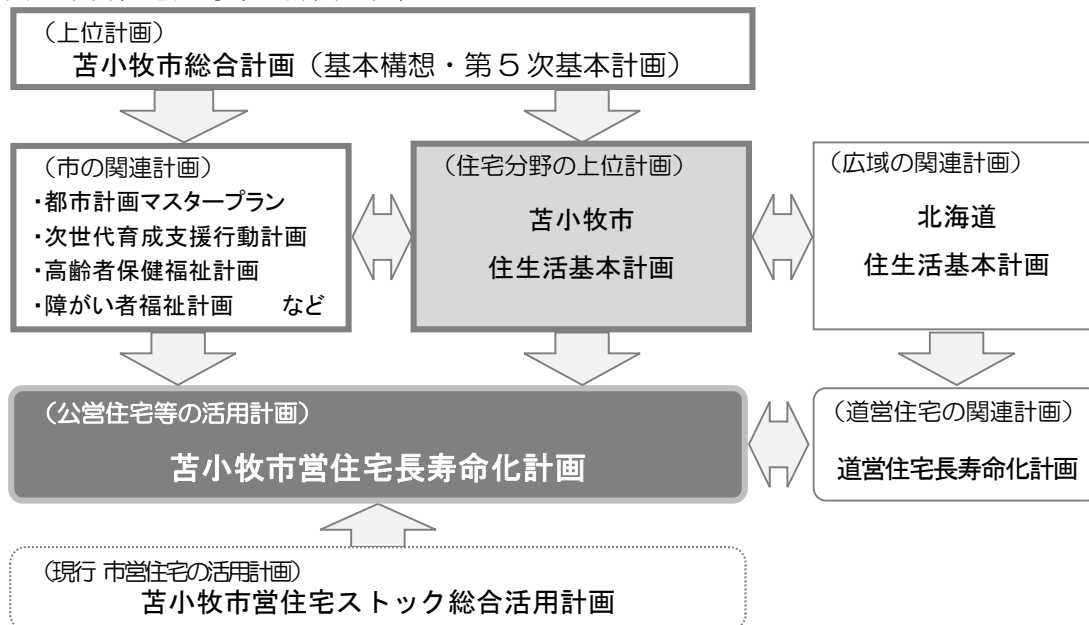 （上位計画）
苫小牧市総合計画（基本構想・第５次基本計画）
（市の関連計画）
・都市計画マスタープラン
・次世代育成支援行動計画
・高齢者保健福祉計画
・障がい者福祉計画　　など
（住宅分野の上位計画）
苫小牧市
住生活基本計画
（広域の関連計画）
北海道
住生活基本計画
（公営住宅等の活用計画）
苫小牧市営住宅長寿命化計画
（道営住宅の関連計画）
道営住宅長寿命化計画
（現行 市営住宅の活用計画）
苫小牧市営住宅ストック総合活用計画